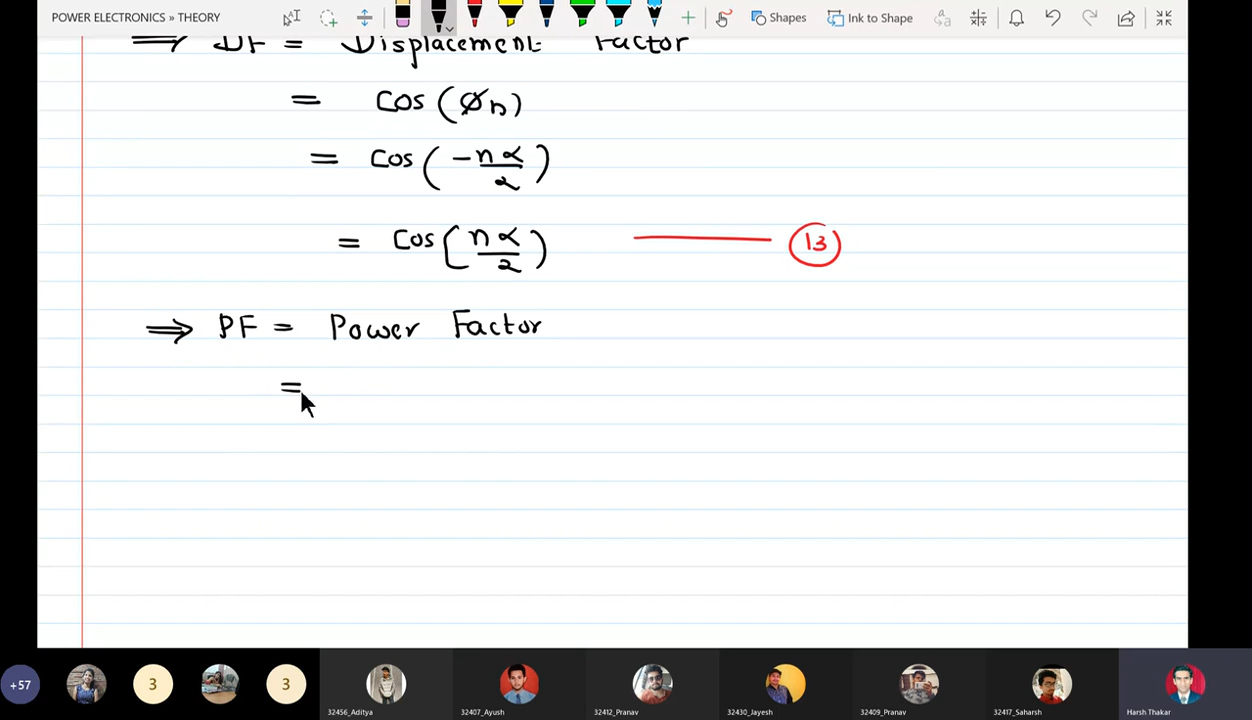 POWER ELECTRONICS » THEORY
Shapes
Ink to Shape
⟹ DF = Displacement Factor
= Cos(Øn)
= Cos(-nα/2)
= Cos(nα/2) ——— 13
⟹ PF = Power Factor
=
+57
3
3
32456_Aditya
32407_Ayush
32412_Pranav
32430_Jayesh
32409_Pranav
32417_Saharsh
Harsh Thakar